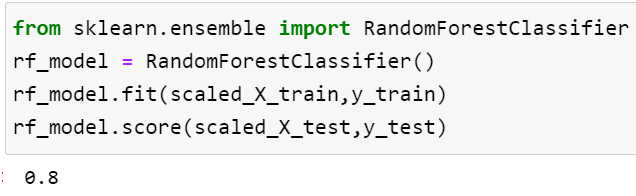 from sklearn.ensemble import RandomForestClassifier
rf_model = RandomForestClassifier()
rf_model.fit(scaled_X_train,y_train)
rf_model.score(scaled_X_test,y_test)
: 0.8